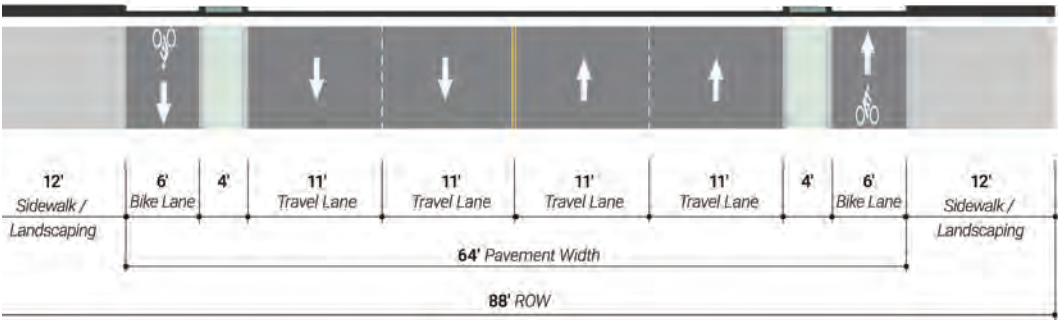 12' 6' 4' 11' 11' 11' 11' 4' 6' 12'
Sidewalk / Bike Lane Travel Lane Travel Lane Travel Lane Travel Lane Bike Lane Sidewalk /
Landscaping Landscaping
64' Pavement Width
88' ROW